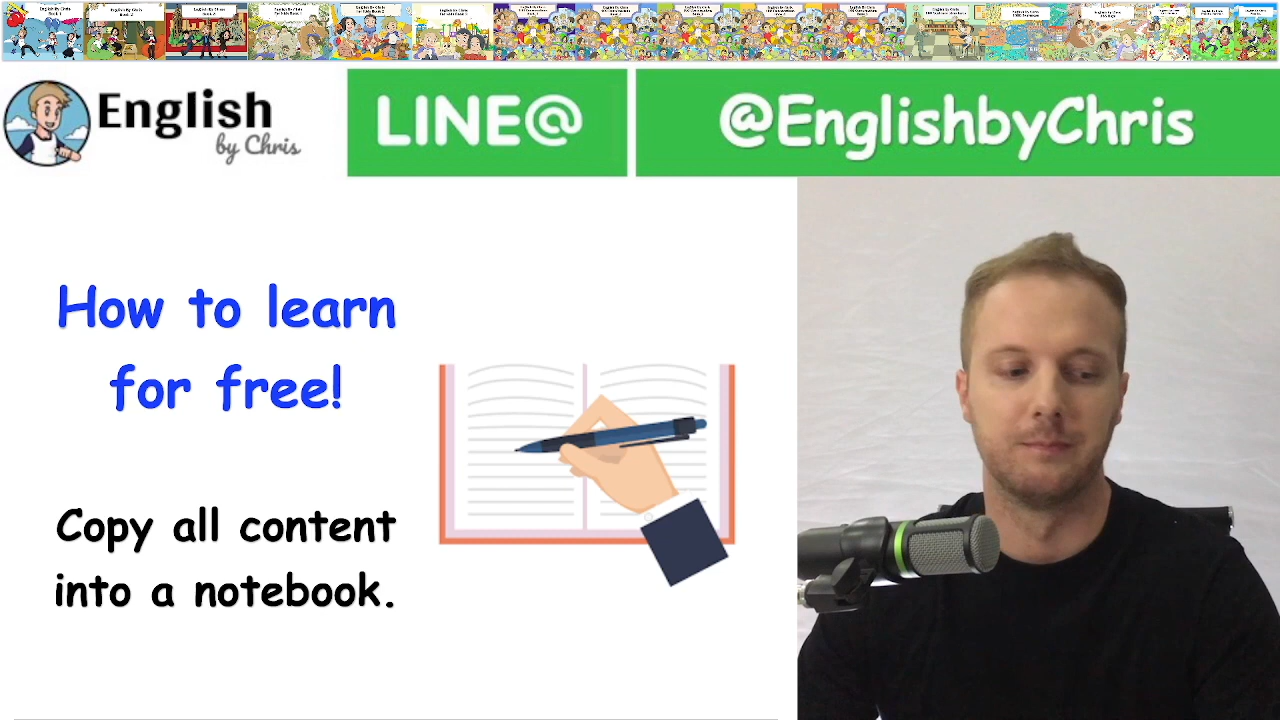 English
by Chris
LINE@
@EnglishbyChris
How to learn
for free!
Copy all content
into a notebook.